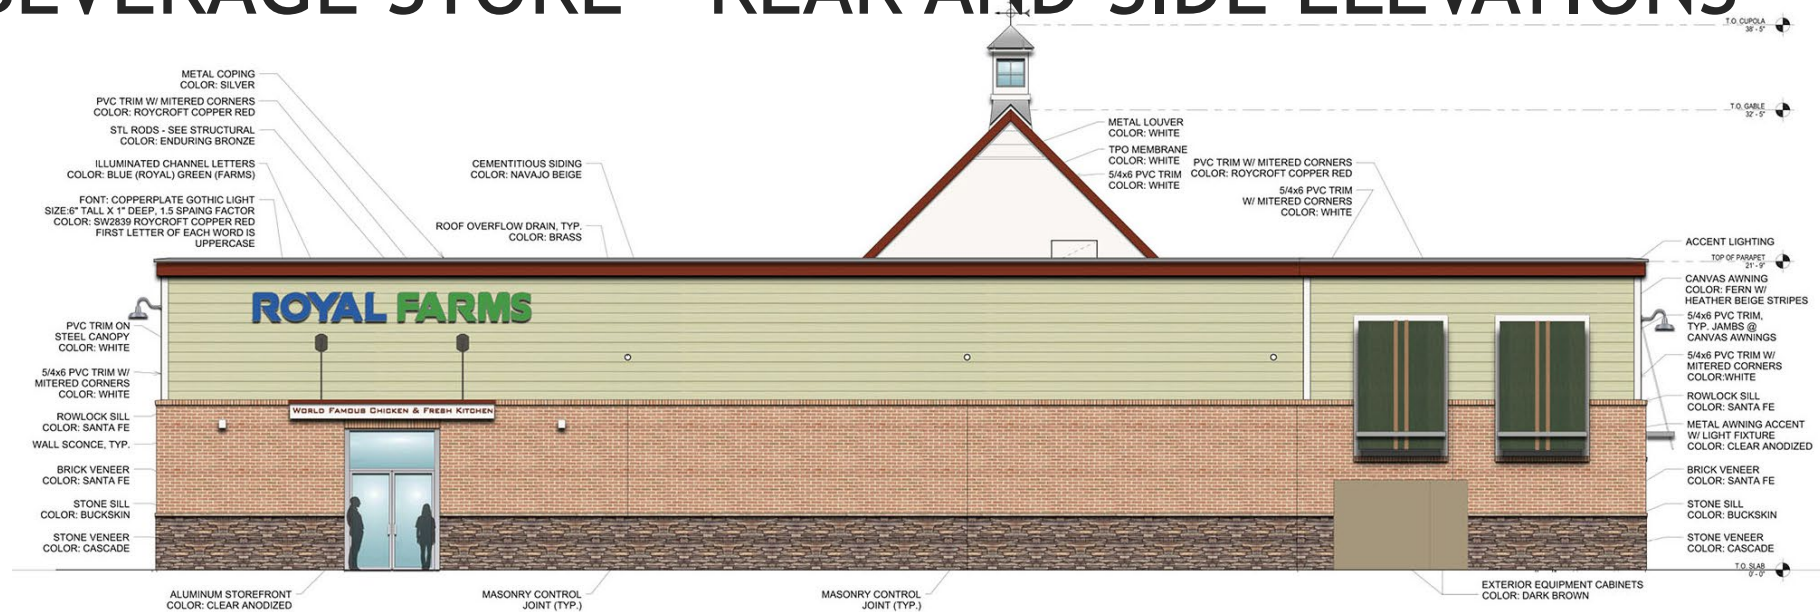 BEVERAGE STORE - REAR AND SIDE ELEVATIONS
T.O. CUPOLA
38' - 5"
METAL COPING
COLOR: SILVER
PVC TRIM W/ MITERED CORNERS
COLOR: ROYCROFT COPPER RED
STL RODS - SEE STRUCTURAL
COLOR: ENDURING BRONZE
ILLUMINATED CHANNEL LETTERS
COLOR: BLUE (ROYAL) GREEN (FARMS)
FONT: COPPERPLATE GOTHIC LIGHT
SIZE:6" TALL X 1" DEEP, 1.5 SPAING FACTOR
COLOR: SW2839 ROYCROFT COPPER RED
FIRST LETTER OF EACH WORD IS
UPPERCASE
CEMENTITIOUS SIDING
COLOR: NAVAJO BEIGE
ROOF OVERFLOW DRAIN, TYP.
COLOR: BRASS
T.O. GABLE
32' - 5"
METAL LOUVER
COLOR: WHITE
TPO MEMBRANE
COLOR: WHITE
5/4x6 PVC TRIM
COLOR: WHITE
PVC TRIM W/ MITERED CORNERS
COLOR: ROYCROFT COPPER RED
5/4x6 PVC TRIM
W/ MITERED CORNERS
COLOR: WHITE
ACCENT LIGHTING
TOP OF PARAPET
21' - 9"
CANVAS AWNING
COLOR: FERN W/
HEATHER BEIGE STRIPES
5/4x6 PVC TRIM,
TYP. JAMBS @
CANVAS AWNINGS
5/4x6 PVC TRIM W/
MITERED CORNERS
COLOR:WHITE
ROWLOCK SILL
COLOR: SANTA FE
METAL AWNING ACCENT
W/ LIGHT FIXTURE
COLOR: CLEAR ANODIZED
BRICK VENEER
COLOR: SANTA FE
STONE SILL
COLOR: BUCKSKIN
STONE VENEER
COLOR: CASCADE
T.O. SLAB
0' - 0"
ROYAL FARMS
WORLD FAMOUS CHICKEN & FRESH KITCHEN
PVC TRIM ON
STEEL CANOPY
COLOR: WHITE
5/4x6 PVC TRIM W/
MITERED CORNERS
COLOR: WHITE
ROWLOCK SILL
COLOR: SANTA FE
WALL SCONCE, TYP.
BRICK VENEER
COLOR: SANTA FE
STONE SILL
COLOR: BUCKSKIN
STONE VENEER
COLOR: CASCADE
ALUMINUM STOREFRONT
COLOR: CLEAR ANODIZED
MASONRY CONTROL
JOINT (TYP.)
MASONRY CONTROL
JOINT (TYP.)
EXTERIOR EQUIPMENT CABINETS
COLOR: DARK BROWN